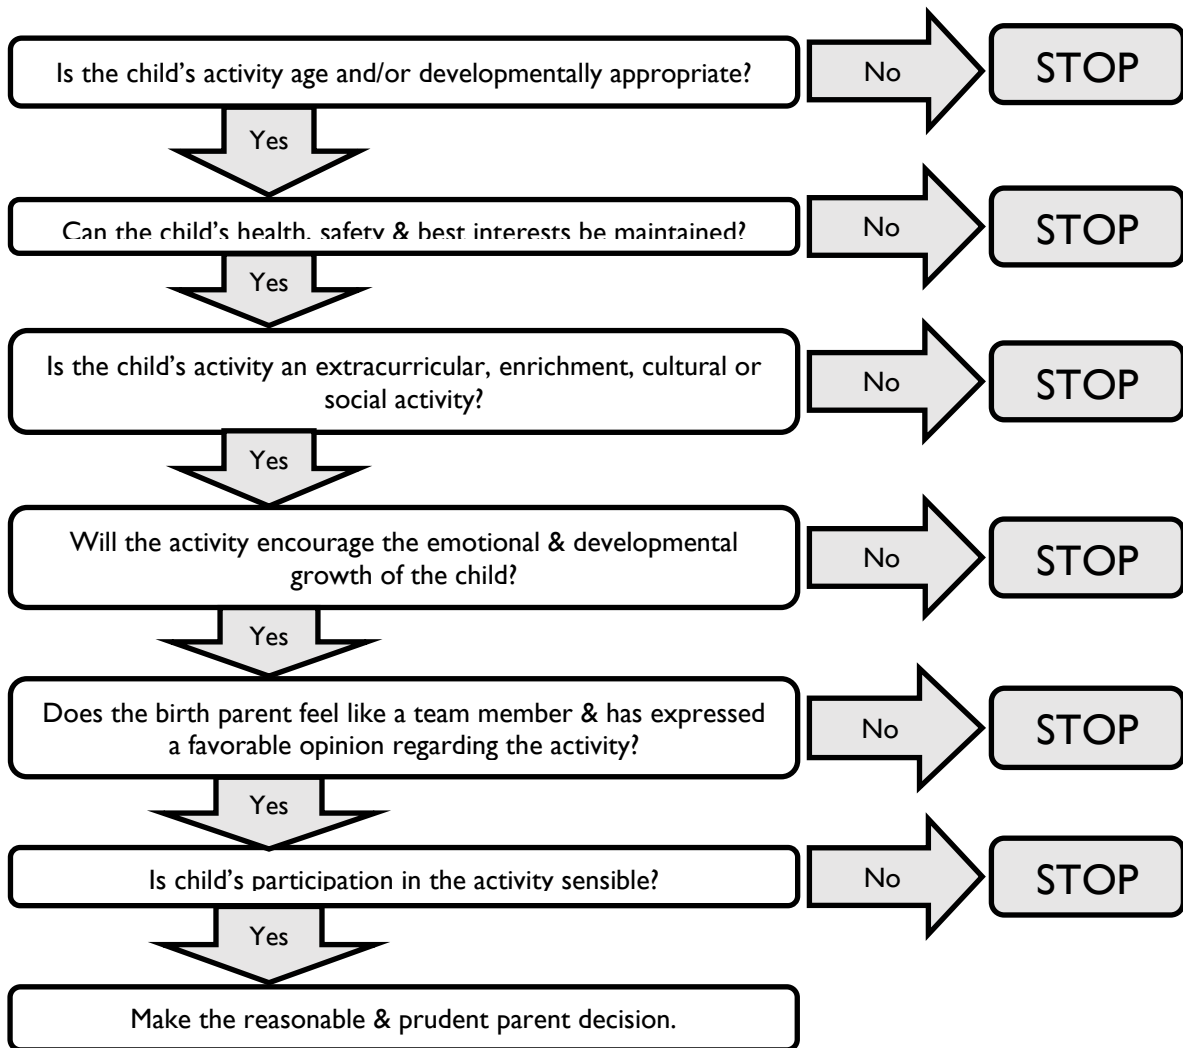 Is the child’s activity age and/or developmentally appropriate?
No
STOP
Yes
Can the child’s health, safety & best interests be maintained?
No
STOP
Yes
Is the child’s activity an extracurricular, enrichment, cultural or
social activity?
No
STOP
Yes
Will the activity encourage the emotional & developmental
growth of the child?
No
STOP
Yes
Does the birth parent feel like a team member & has expressed
a favorable opinion regarding the activity?
No
STOP
Yes
Is child’s participation in the activity sensible?
No
STOP
Yes
Make the reasonable & prudent parent decision.